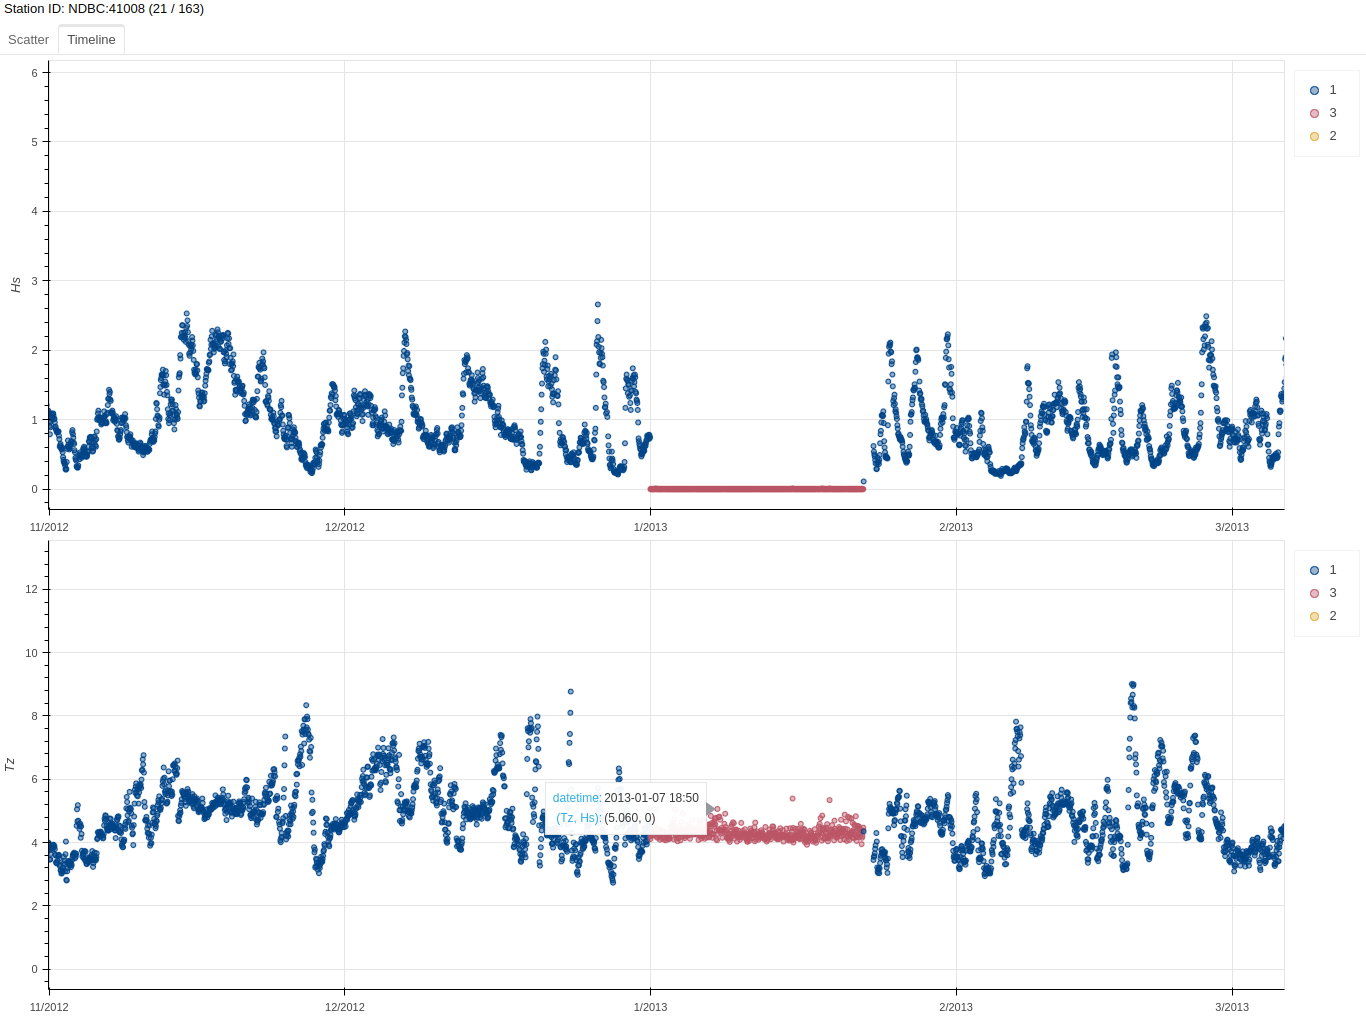 Station ID: NDBC:41008 (21 / 163)
Scatter Timeline
6
5
4
3
2
1
0
Hs
11/2012 12/2012 1/2013 2/2013 3/2013
1
3
2
12
10
8
6
4
2
0
Tz
datetime: 2013-01-07 18:50
(Tz, Hs): (5.060, 0)
11/2012 12/2012 1/2013 2/2013 3/2013
1
3
2